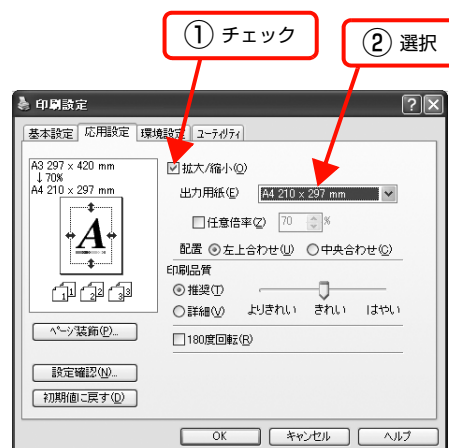 ① チェック
② 選択
印刷設定
基本設定 応用設定 環境設定 ユーティリティ
A3 297 x 420 mm
↓70%
A4 210 x 297 mm
A
1 1 2 2 3 3
ページ装飾(P)...
設定確認(N)...
初期値に戻す(D)
拡大/縮小(O)
出力用紙(E) A4 210 x 297 mm
任意倍率(Z) 70 %
配置 左上合わせ(U) 中央合わせ(C)
印刷品質
推奨(T)
詳細(V) よりきれい きれい はやい
180度回転(R)
OK キャンセル ヘルプ